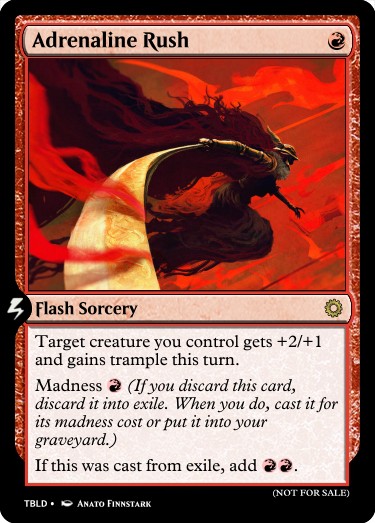 Adrenaline Rush
Flash Sorcery
Target creature you control gets +2/+1
and gains trample this turn.
Madness (If you discard this card,
discard it into exile. When you do, cast it for
its madness cost or put it into your
graveyard.)
If this was cast from exile, add .
(NOT FOR SALE)
TBLD • Anato Finnstark